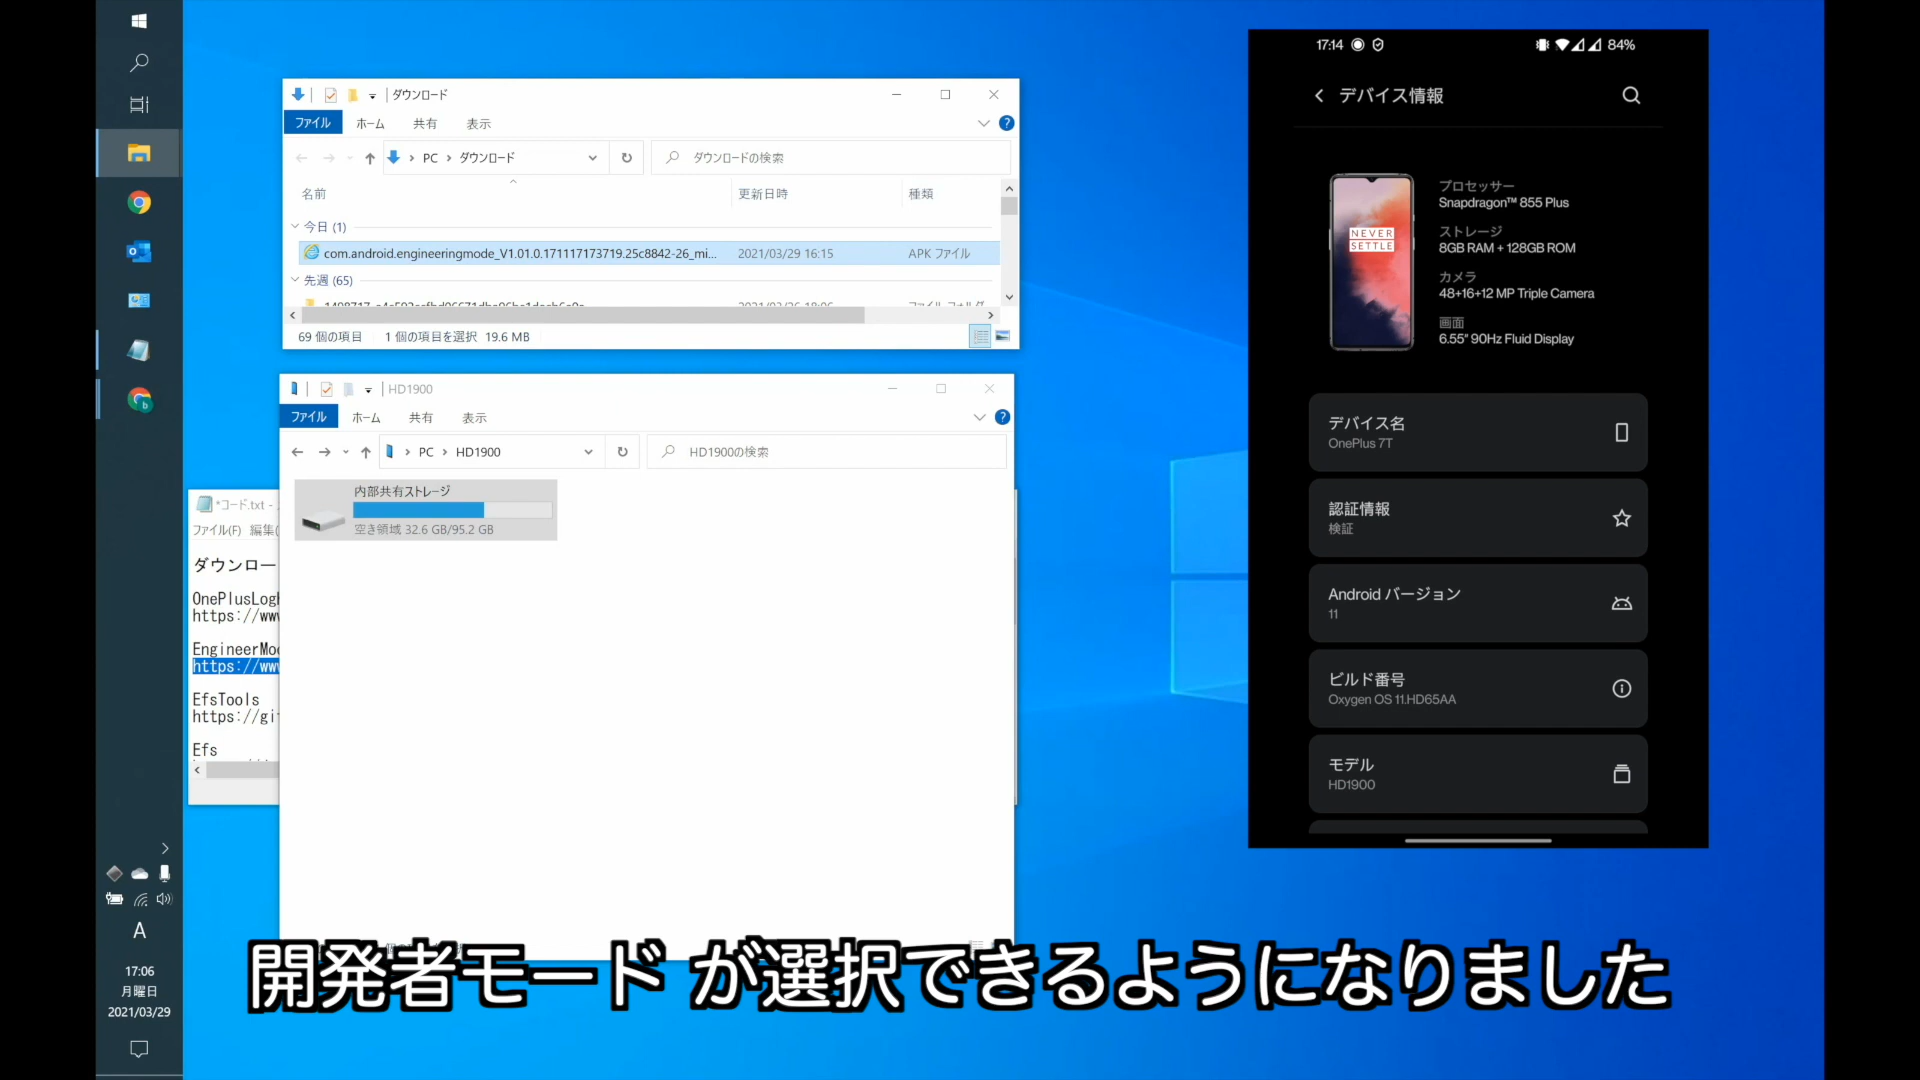 ダウンロード
ファイル ホーム 共有 表示
PC ダウンロード
ダウンロードの検索
名前 更新日時 種類
今日 (1)
com.android.engineeringmode_V1.01.0.171117173719.25c8842-26_mi... 2021/03/29 16:15 APK ファイル
先週 (65)
69 個の項目 1 個の項目を選択 19.6 MB
HD1900
ファイル ホーム 共有 表示
PC HD1900
HD1900の検索
内部共有ストレージ
空き領域 32.6 GB/95.2 GB
*コード.txt -
ファイル(F) 編集(
ダウンロー
OnePlusLog
https://www
EngineerMo
https://www
EfsTools
https://gi
Efs
A
17:06
月曜日
2021/03/29
17:14 84%
デバイス情報
NEVER
SETTLE
プロセッサー
Snapdragon™ 855 Plus
ストレージ
8GB RAM + 128GB ROM
カメラ
48+16+12 MP Triple Camera
画面
6.55" 90Hz Fluid Display
デバイス名
OnePlus 7T
認証情報
検証
Android バージョン
11
ビルド番号
Oxygen OS 11.HD65AA
モデル
HD1900
開発者モード が選択できるようになりました